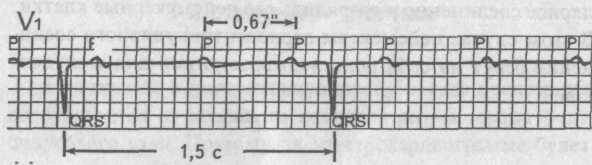 V1
0,67"
P P P P P P P
QRS QRS
1,5 с